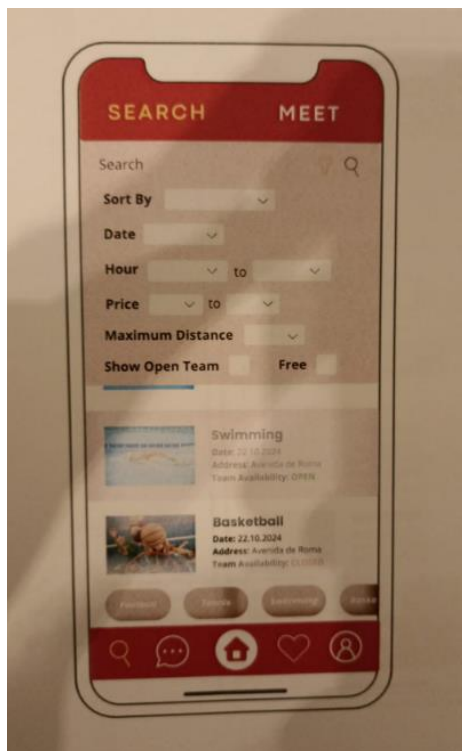 SEARCH MEET
Search
Sort By
Date
Hour to
Price to
Maximum Distance
Show Open Team Free
Swimming
Date: 22.10.2024
Address: Avenida de Roma
Team Availability: OPEN
Basketball
Date: 22.10.2024
Address: Avenida de Roma
Team Availability: CLOSED
Tennis Swimming Baske